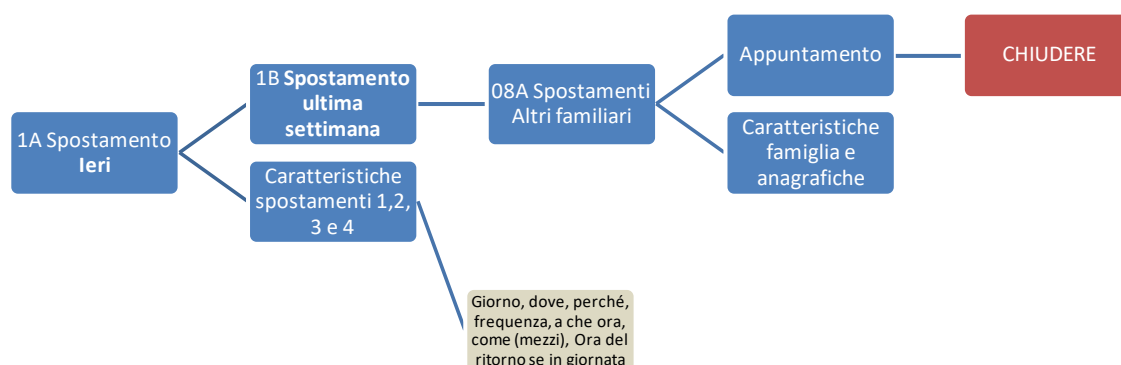 1A Spostamento
Ieri
1B Spostamento
ultima
settimana
Caratteristiche
spostamenti 1,2,
3 e 4
Giorno, dove, perché,
frequenza, a che ora,
come (mezzi), Ora del
ritorno se in giornata
08A Spostamenti
Altri familiari
Appuntamento
Caratteristiche
famiglia e
anagrafiche
CHIUDERE